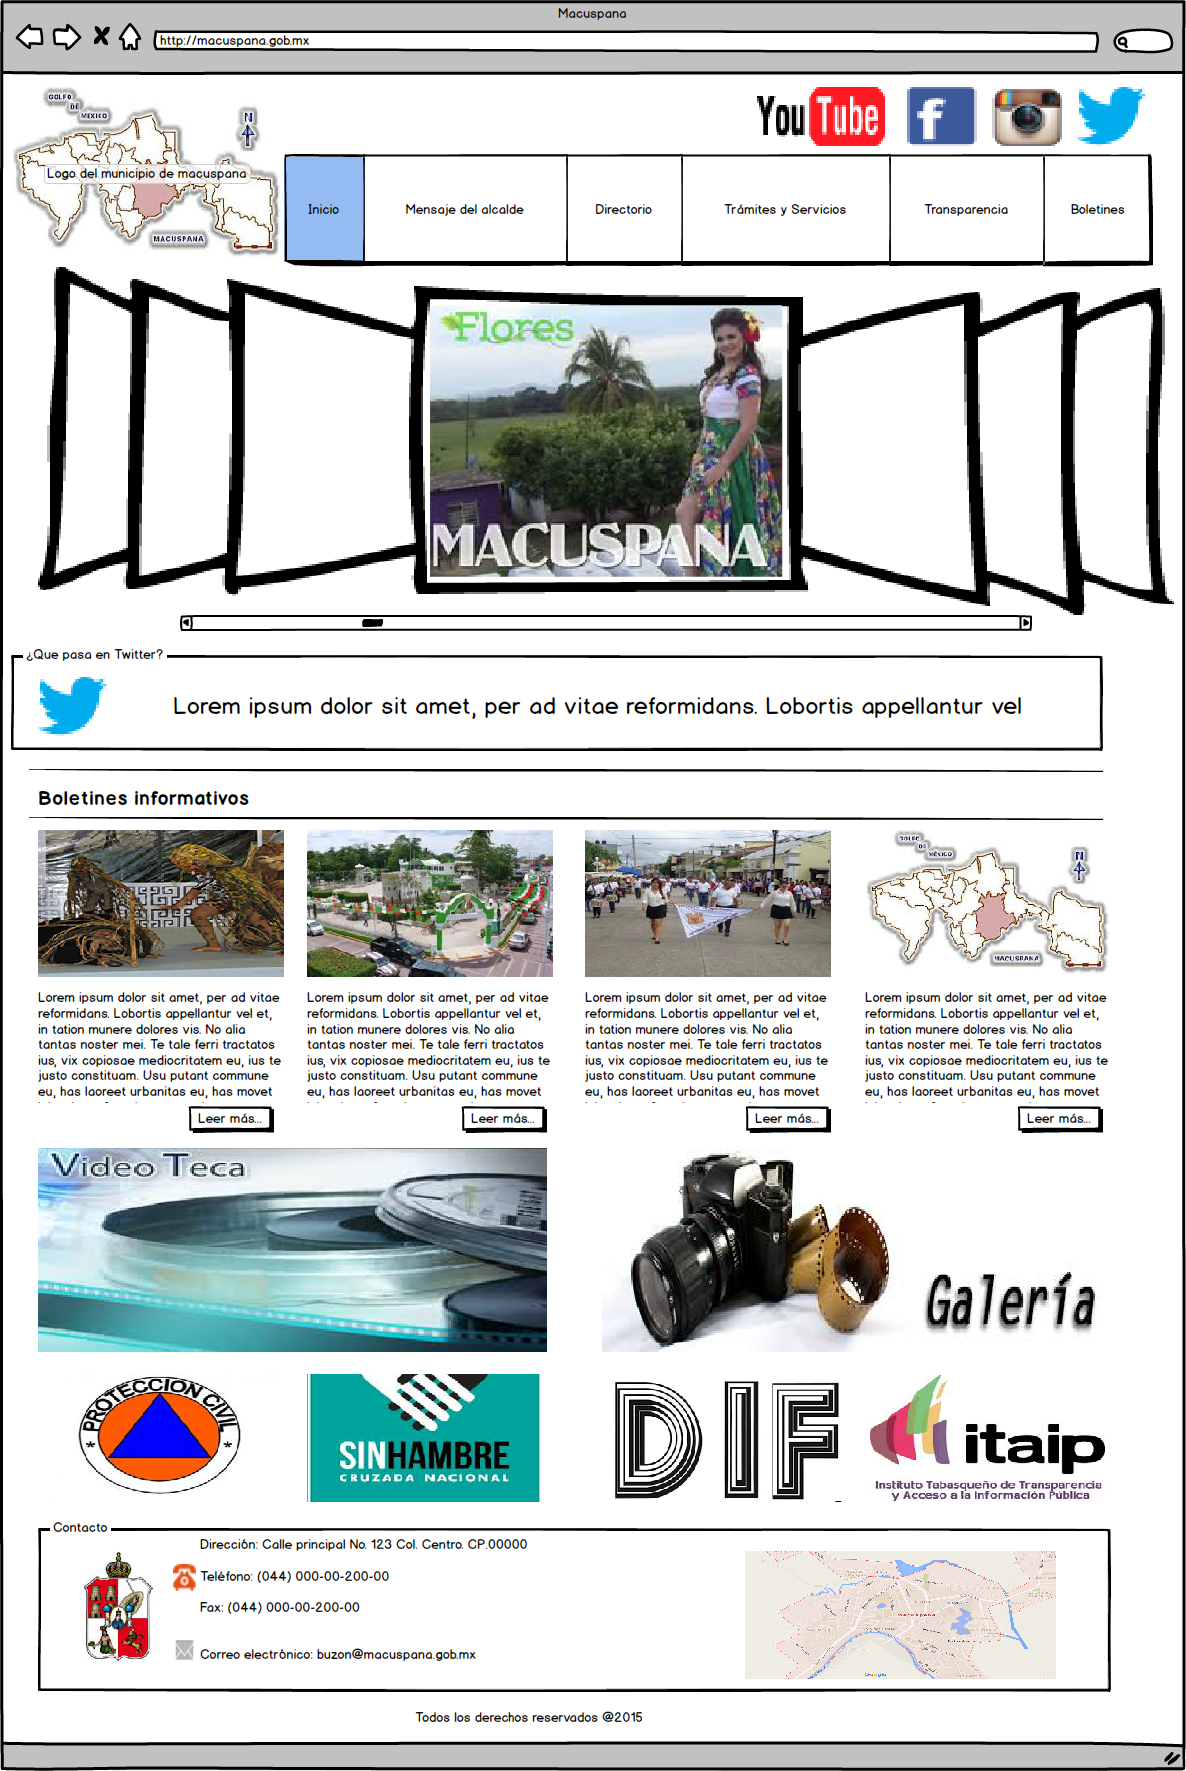 Macuspana
http://macuspana.gob.mx
GOLFO
DE
MEXICO
N
Logo del municipio de macuspana
MACUSPANA
You Tube
f
Inicio
Mensaje del alcalde
Directorio
Trámites y Servicios
Transparencia
Boletines
Flores
MACUSPANA
¿Que pasa en Twitter?
Lorem ipsum dolor sit amet, per ad vitae reformidans. Lobortis appellantur vel
Boletines informativos
GOLFO
DE
MÉXICO
N
MACUSPANA
Lorem ipsum dolor sit amet, per ad vitae
reformidans. Lobortis appellantur vel et,
in tation munere dolores vis. No alia
tantas noster mei. Te tale ferri tractatos
ius, vix copiosae mediocritatem eu, ius te
justo constituam. Usu putant commune
eu, has laoreet urbanitas eu, has movet
Leer más...
Lorem ipsum dolor sit amet, per ad vitae
reformidans. Lobortis appellantur vel et,
in tation munere dolores vis. No alia
tantas noster mei. Te tale ferri tractatos
ius, vix copiosae mediocritatem eu, ius te
justo constituam. Usu putant commune
eu, has laoreet urbanitas eu, has movet
Leer más...
Lorem ipsum dolor sit amet, per ad vitae
reformidans. Lobortis appellantur vel et,
in tation munere dolores vis. No alia
tantas noster mei. Te tale ferri tractatos
ius, vix copiosae mediocritatem eu, ius te
justo constituam. Usu putant commune
eu, has laoreet urbanitas eu, has movet
Leer más...
Lorem ipsum dolor sit amet, per ad vitae
reformidans. Lobortis appellantur vel et,
in tation munere dolores vis. No alia
tantas noster mei. Te tale ferri tractatos
ius, vix copiosae mediocritatem eu, ius te
justo constituam. Usu putant commune
eu, has laoreet urbanitas eu, has movet
Leer más...
Video Teca
Galería
PROTECCION CIVIL
SINHAMBRE
CRUZADA NACIONAL
DIF
itaip
Instituto Tabasqueño de Transparencia
y Acceso a la Información Pública
Contacto
Dirección: Calle principal No. 123 Col. Centro. CP.00000
Teléfono: (044) 000-00-200-00
Fax: (044) 000-00-200-00
Correo electrónico: buzon@macuspana.gob.mx
Macuspana
Google
Todos los derechos reservados @2015